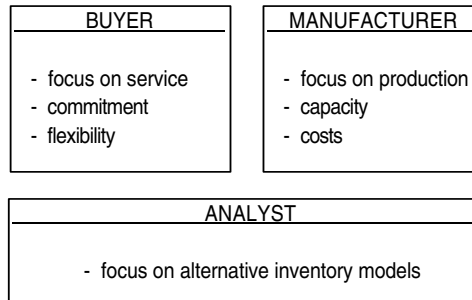 BUYER
- focus on service
- commitment
- flexibility
MANUFACTURER
- focus on production
- capacity
- costs
ANALYST
- focus on alternative inventory models